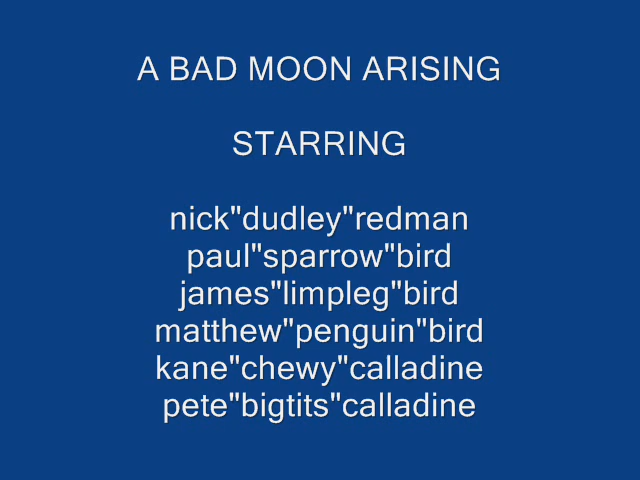 A BAD MOON ARISING
STARRING
nick"dudley"redman
paul"sparrow"bird
james"limpleg"bird
matthew"penguin"bird
kane"chewy"calladine
pete"bigtits"calladine